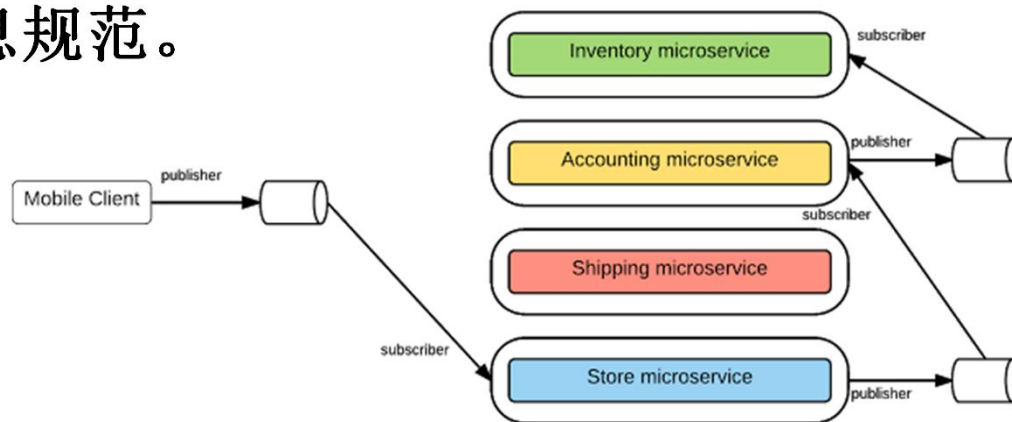 息规范。
Inventory microservice
subscriber
Accounting microservice
publisher
publisher
Mobile Client
subscriber
Shipping microservice
subscriber
Store microservice
publisher